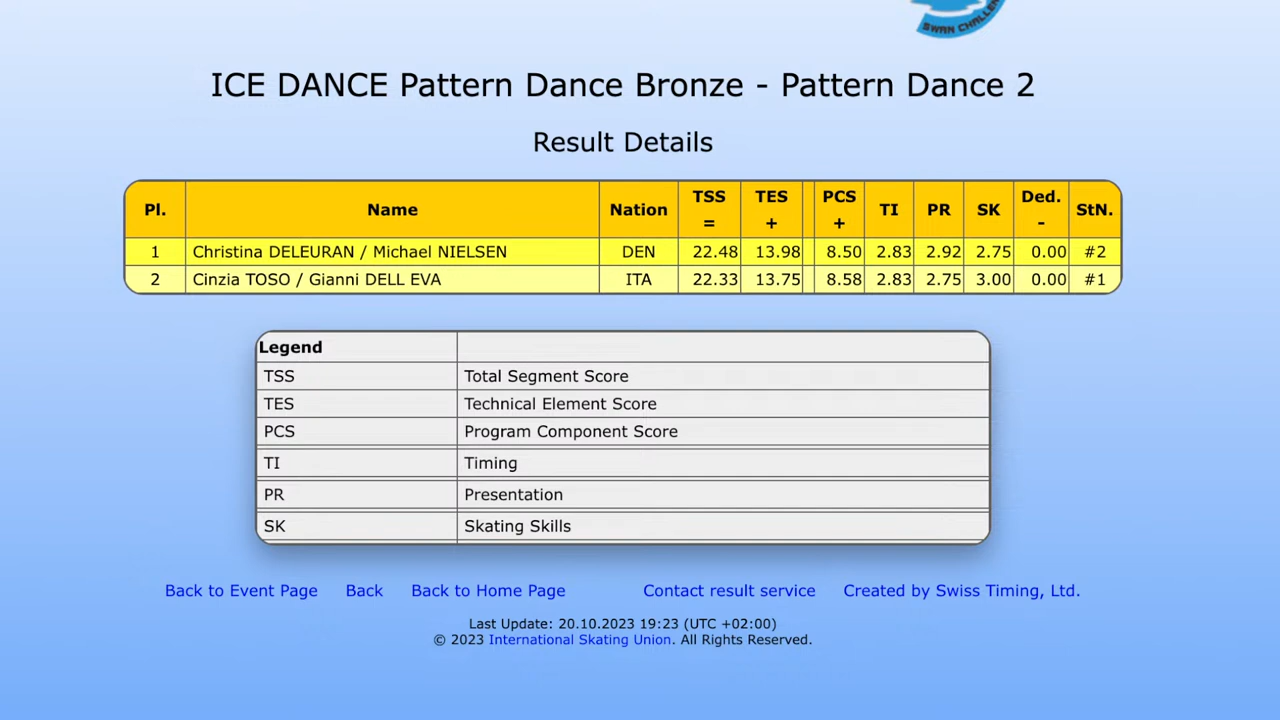 SWAN CHALLEN
ICE DANCE Pattern Dance Bronze - Pattern Dance 2
Result Details
Pl. Name Nation TSS = TES + PCS + TI PR SK Ded. - StN.
1 Christina DELEURAN / Michael NIELSEN DEN 22.48 13.98 8.50 2.83 2.92 2.75 0.00 #2
2 Cinzia TOSO / Gianni DELL EVA ITA 22.33 13.75 8.58 2.83 2.75 3.00 0.00 #1
Legend
TSS Total Segment Score
TES Technical Element Score
PCS Program Component Score
TI Timing
PR Presentation
SK Skating Skills
Back to Event Page Back Back to Home Page Contact result service Created by Swiss Timing, Ltd.
Last Update: 20.10.2023 19:23 (UTC +02:00)
© 2023 International Skating Union. All Rights Reserved.